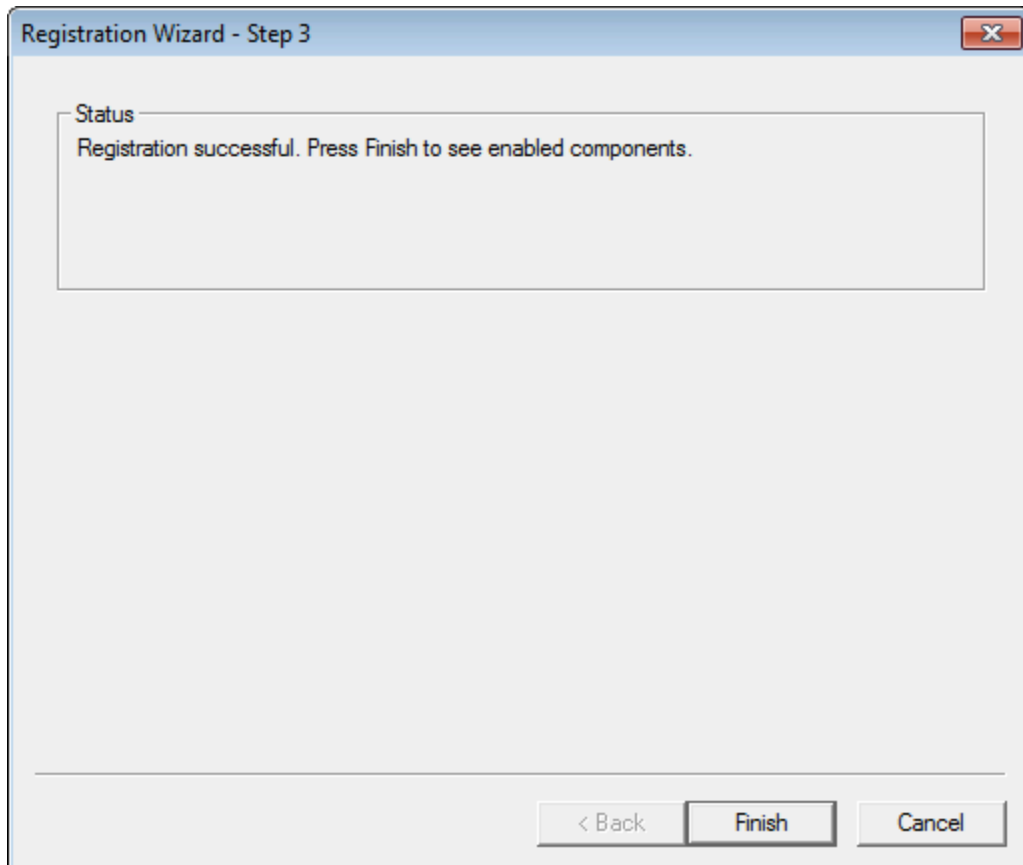 Registration Wizard - Step 3
Status
Registration successful. Press Finish to see enabled components.
< Back
Finish
Cancel